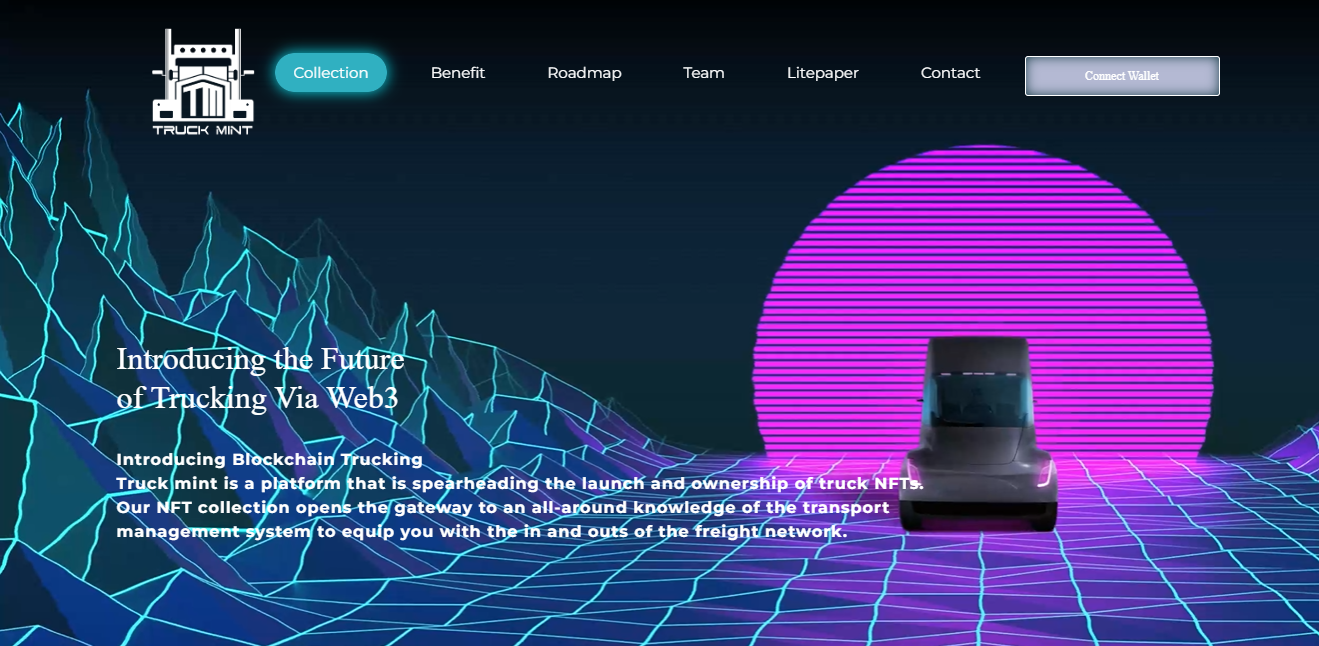 TRUCK MINT
Collection
Benefit
Roadmap
Team
Litepaper
Contact
Connect Wallet
Introducing the Future
of Trucking Via Web3
Introducing Blockchain Trucking
Truck mint is a platform that is spearheading the launch and ownership of truck NFTs.
Our NFT collection opens the gateway to an all-around knowledge of the transport
management system to equip you with the in and outs of the freight network.